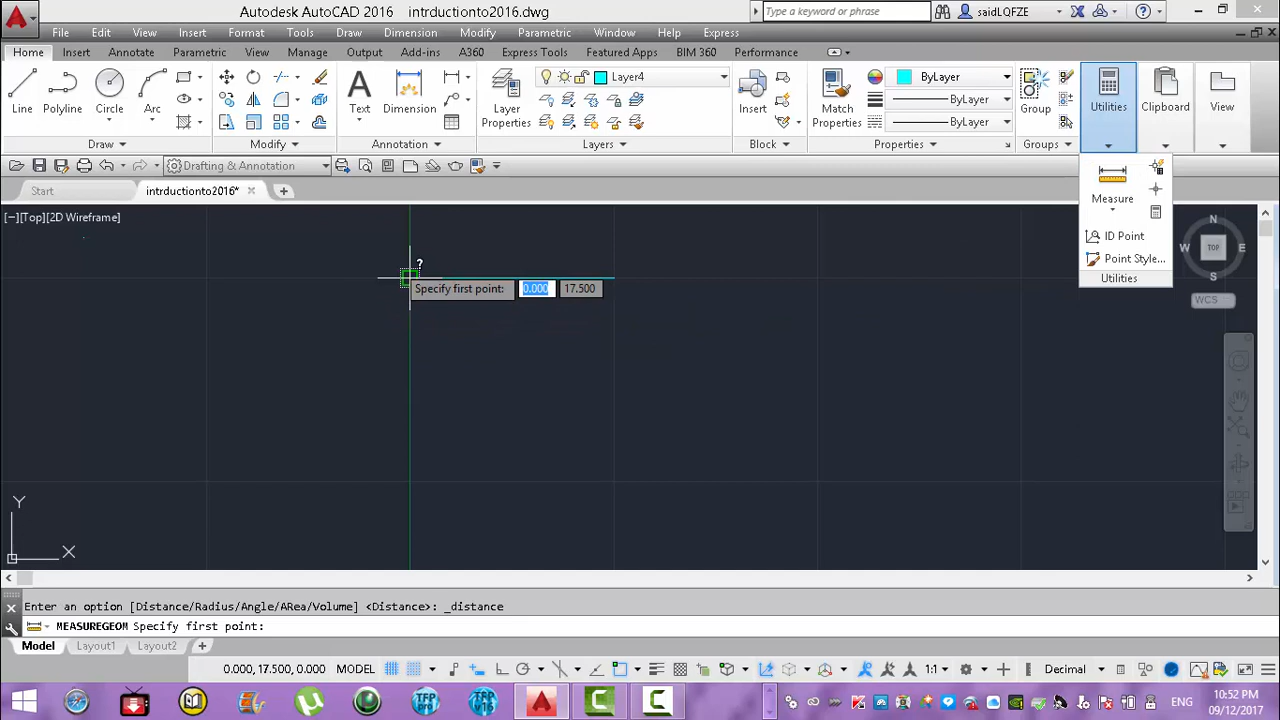 Autodesk AutoCAD 2016 intrductionto2016.dwg
Type a keyword or phrase
saidLQFZE
File Edit View Insert Format Tools Draw Dimension Modify Parametric Window Help Express
Home Insert Annotate Parametric View Manage Output Add-ins A360 Express Tools Featured Apps BIM 360 Performance
Layer4
ByLayer
ByLayer
ByLayer
Line Polyline Circle Arc
Text Dimension
Layer
Properties
Insert
Match
Properties
Group
Utilities
Clipboard
View
Draw Modify Annotation Layers Block Properties Groups
Drafting & Annotation
Start
intrductionto2016*
Measure
ID Point
Point Style...
Utilities
[−][Top][2D Wireframe]
N
W TOP E
S
WCS
?
Specify first point: 0.000 17.500
Y
X
Enter an option [Distance/Radius/Angle/ARea/Volume] <Distance>: _distance
MEASUREGEOM Specify first point:
Model Layout1 Layout2
0.000, 17.500, 0.000 MODEL
1:1
Decimal
TFP pro
TFP v16
ENG
10:52 PM
09/12/2017